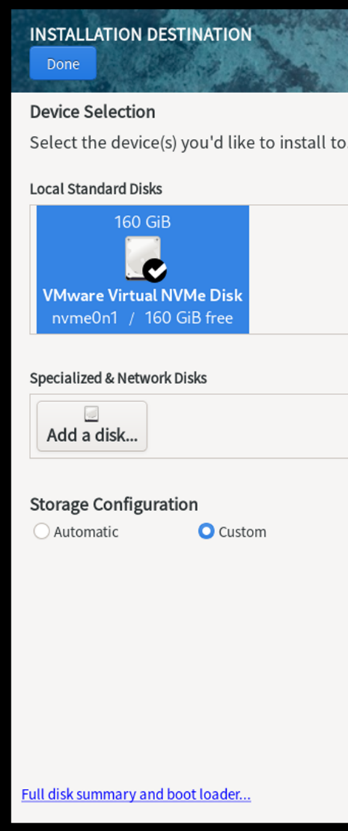 INSTALLATION DESTINATION
Done
Device Selection
Select the device(s) you'd like to install to
Local Standard Disks
160 GiB
VMware Virtual NVMe Disk
nvme0n1 / 160 GiB free
Specialized & Network Disks
Add a disk...
Storage Configuration
Automatic Custom
Full disk summary and boot loader...